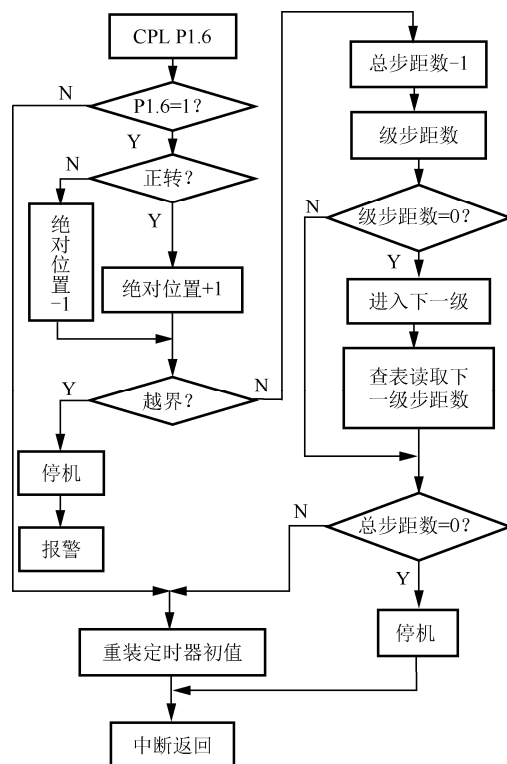 CPL P1.6
N
P1.6=1？
Y
N
正转？
Y
绝对位置-1
绝对位置+1
Y
越界？
N
停机
报警
总步距数-1
级步距数
N
级步距数=0？
Y
进入下一级
查表读取下
一级步距数
N
总步距数=0？
Y
停机
重装定时器初值
中断返回